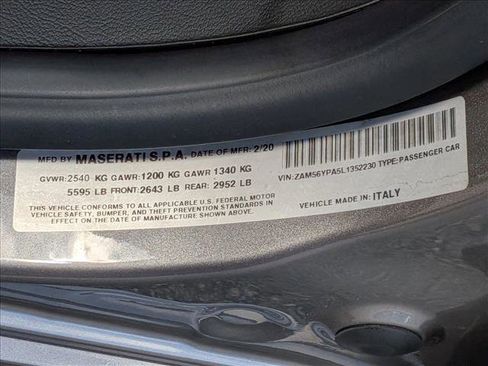 MFD BY MASERATI S.P.A. DATE OF MFR: 2/20
GVWR:2540 KG GAWR:1200 KG GAWR 1340 KG
5595 LB FRONT:2643 LB REAR: 2952 LB
THIS VEHICLE CONFORMS TO ALL APPLICABLE U.S. FEDERAL MOTOR
VEHICLE SAFETY, BUMPER, AND THEFT PREVENTION STANDARDS IN
EFFECT ON THE DATE OF MANUFACTURE SHOWN ABOVE.
VIN:ZAM56YPA5L1352230 TYPE:PASSENGER CAR
VEHICLE MADE IN: ITALY